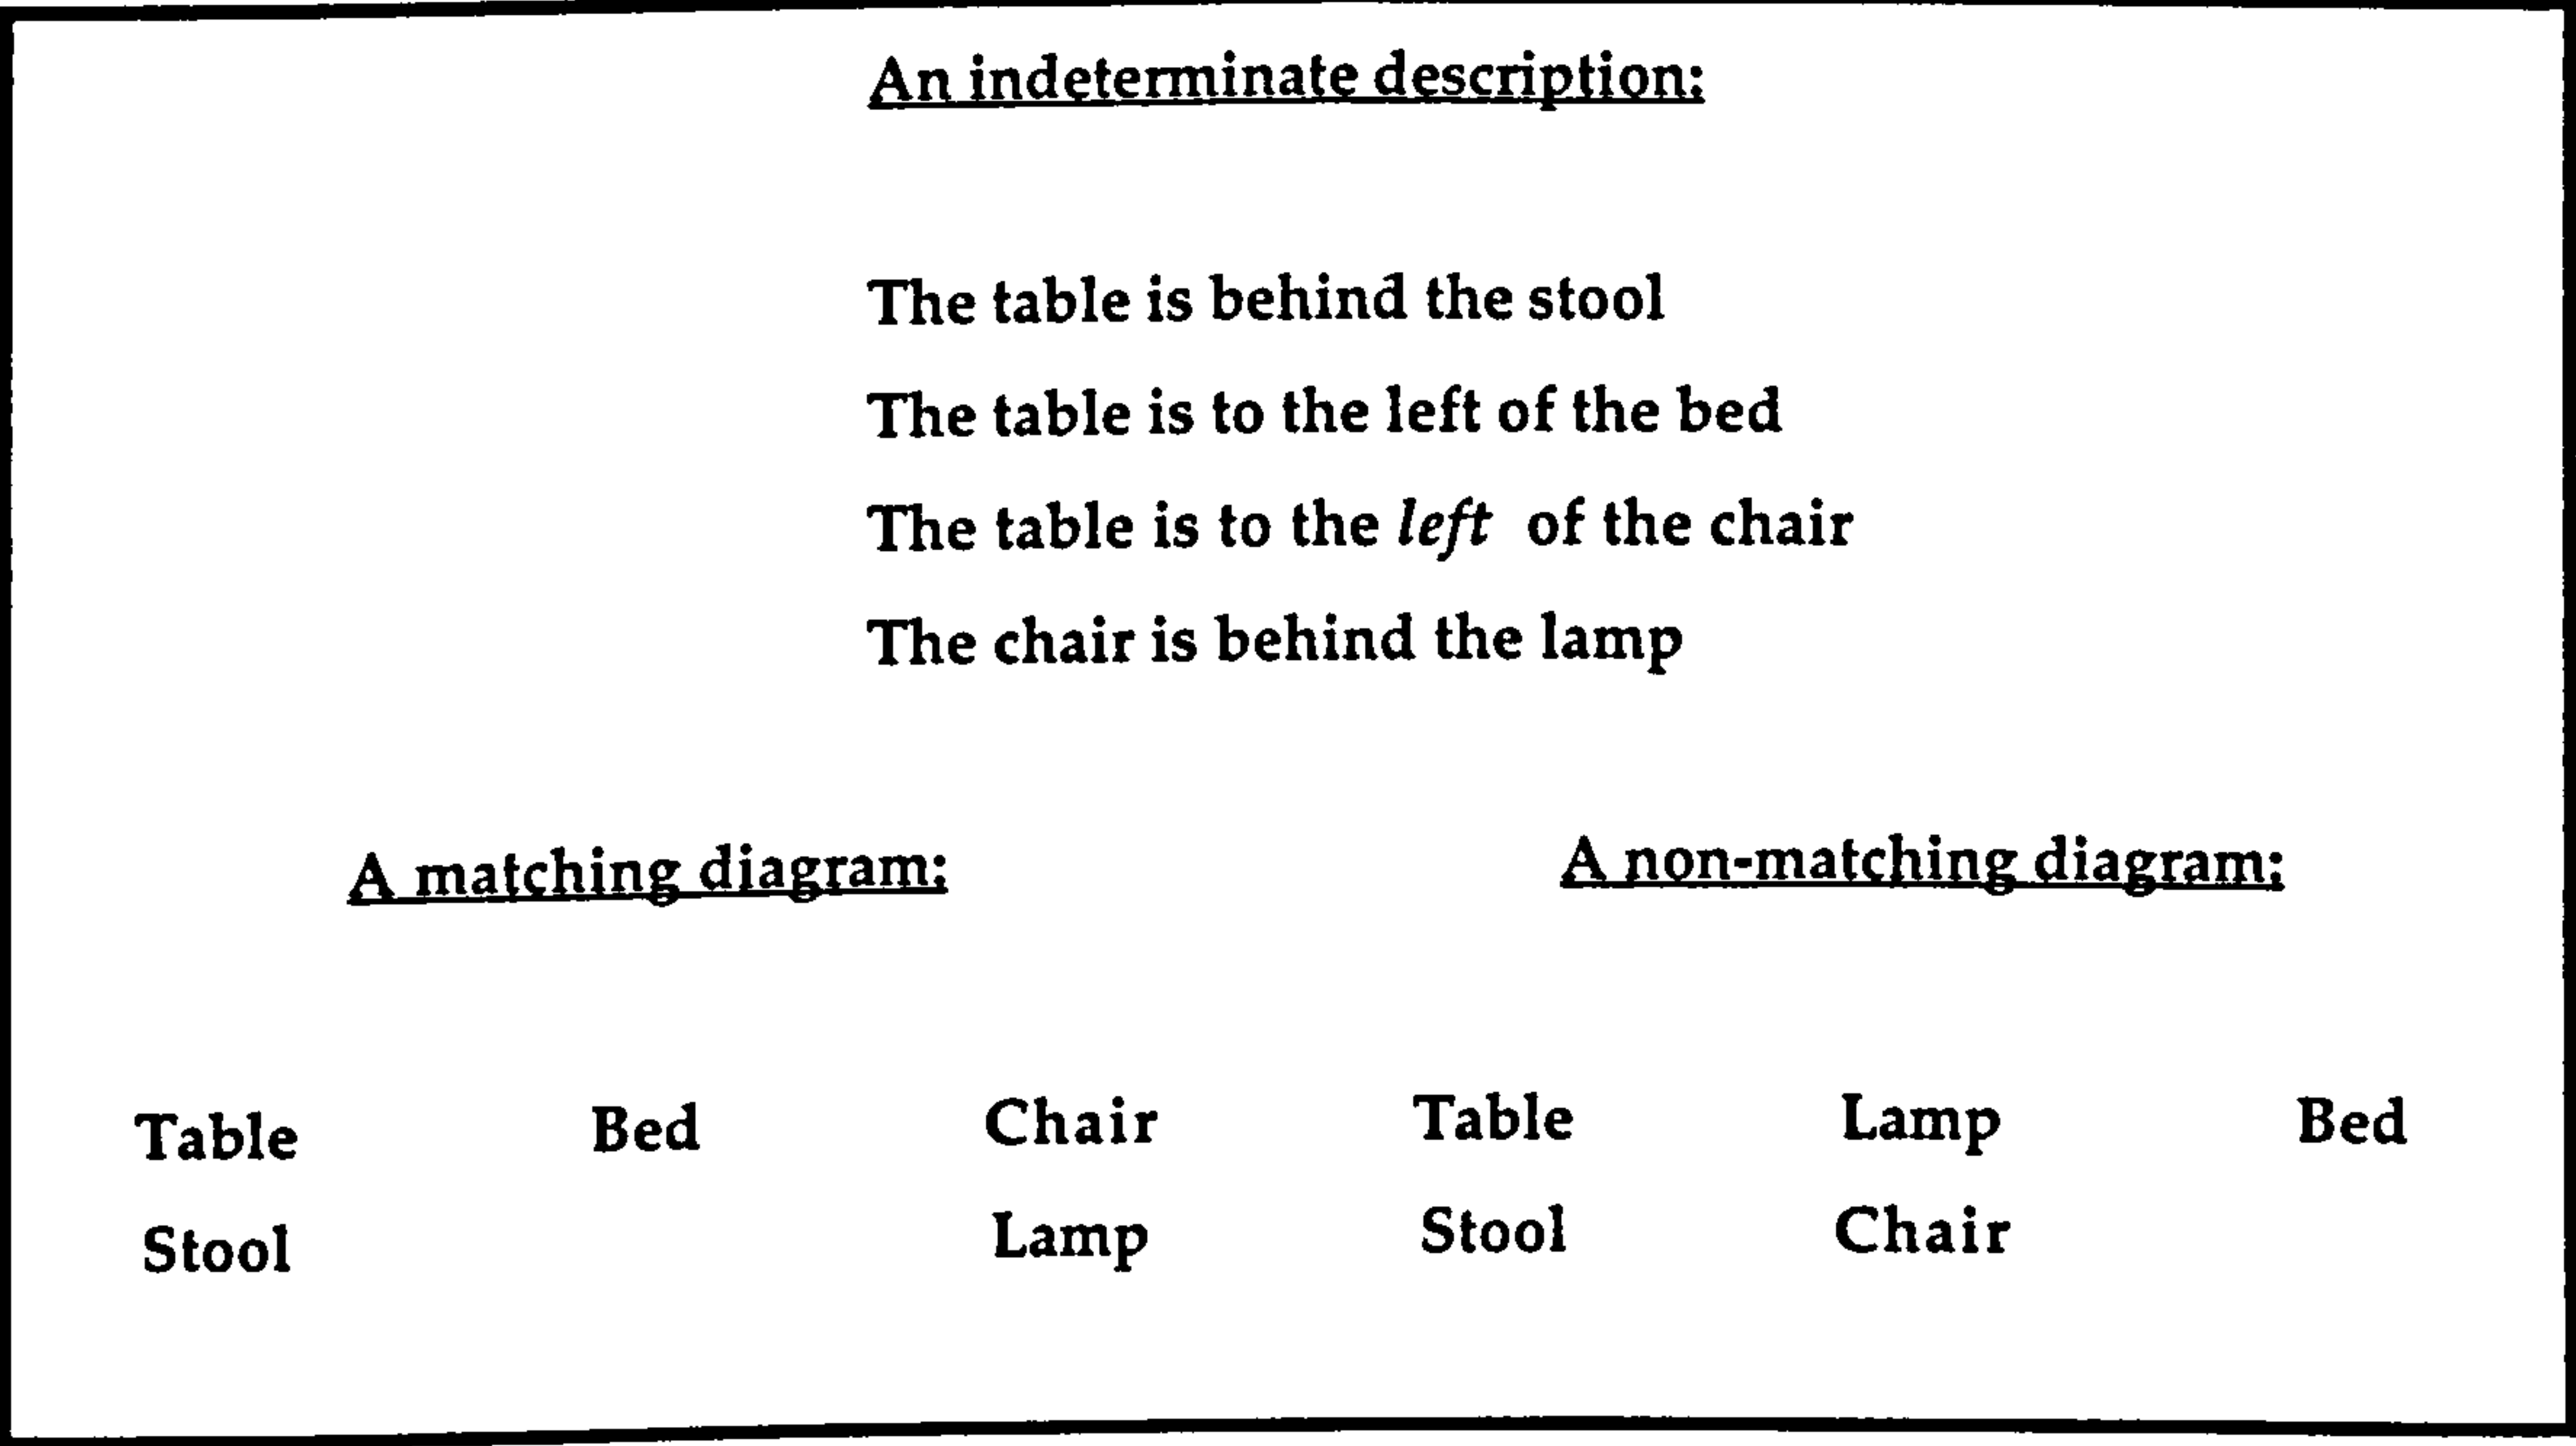 An indeterminate description:
The table is behind the stool
The table is to the left of the bed
The table is to the left of the chair
The chair is behind the lamp
A matching diagram:
A non-matching diagram:
Table Bed Chair
Stool Lamp
Table Lamp Bed
Stool Chair